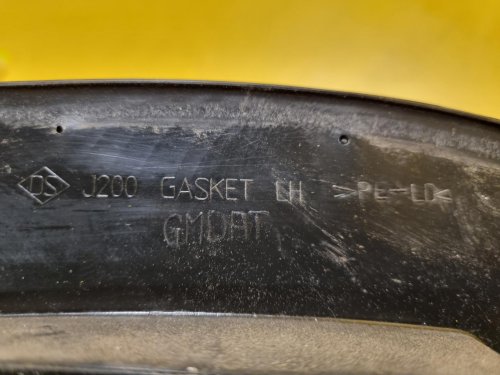 DS J200 GASKET LH >PE-LD<
GMDAT